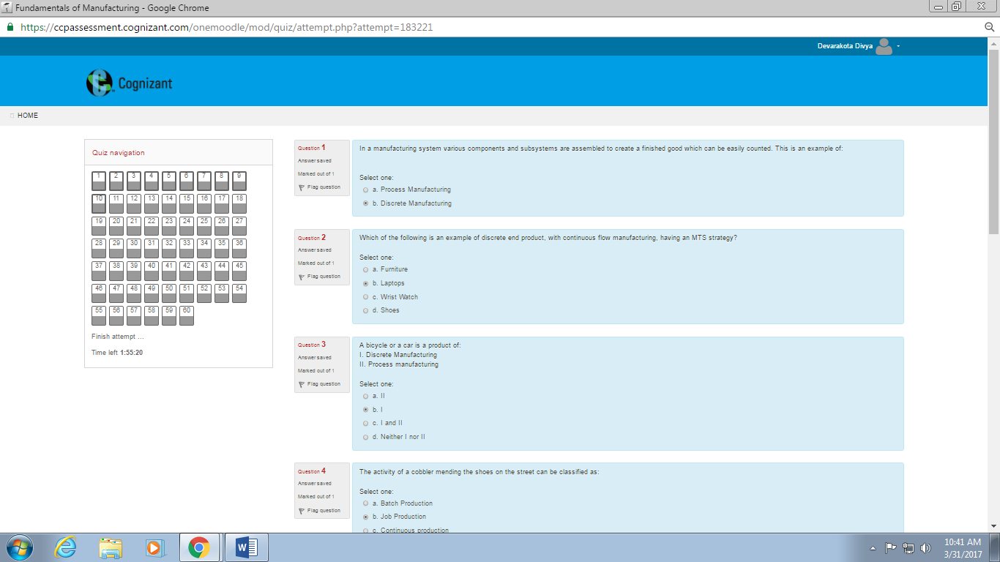 Fundamentals of Manufacturing - Google Chrome
https://ccpassessment.cognizant.com/onemoodle/mod/quiz/attempt.php?attempt=183221
Devarakota Divya
Cognizant
HOME
Quiz navigation
1 2 3 4 5 6 7 8 9
10 11 12 13 14 15 16 17 18
19 20 21 22 23 24 25 26 27
28 29 30 31 32 33 34 35 36
37 38 39 40 41 42 43 44 45
46 47 48 49 50 51 52 53 54
55 56 57 58 59 60
Finish attempt ...
Time left 1:55:20
Question 1
Answer saved
Marked out of 1
Flag question
In a manufacturing system various components and subsystems are assembled to create a finished good which can be easily counted. This is an example of:
Select one:
a. Process Manufacturing
b. Discrete Manufacturing
Question 2
Answer saved
Marked out of 1
Flag question
Which of the following is an example of discrete end product, with continuous flow manufacturing, having an MTS strategy?
Select one:
a. Furniture
b. Laptops
c. Wrist Watch
d. Shoes
Question 3
Answer saved
Marked out of 1
Flag question
A bicycle or a car is a product of:
I. Discrete Manufacturing
II. Process manufacturing
Select one:
a. II
b. I
c. I and II
d. Neither I nor II
Question 4
Answer saved
Marked out of 1
Flag question
The activity of a cobbler mending the shoes on the street can be classified as:
Select one:
a. Batch Production
b. Job Production
c. Continuous production
W
10:41 AM
3/31/2017